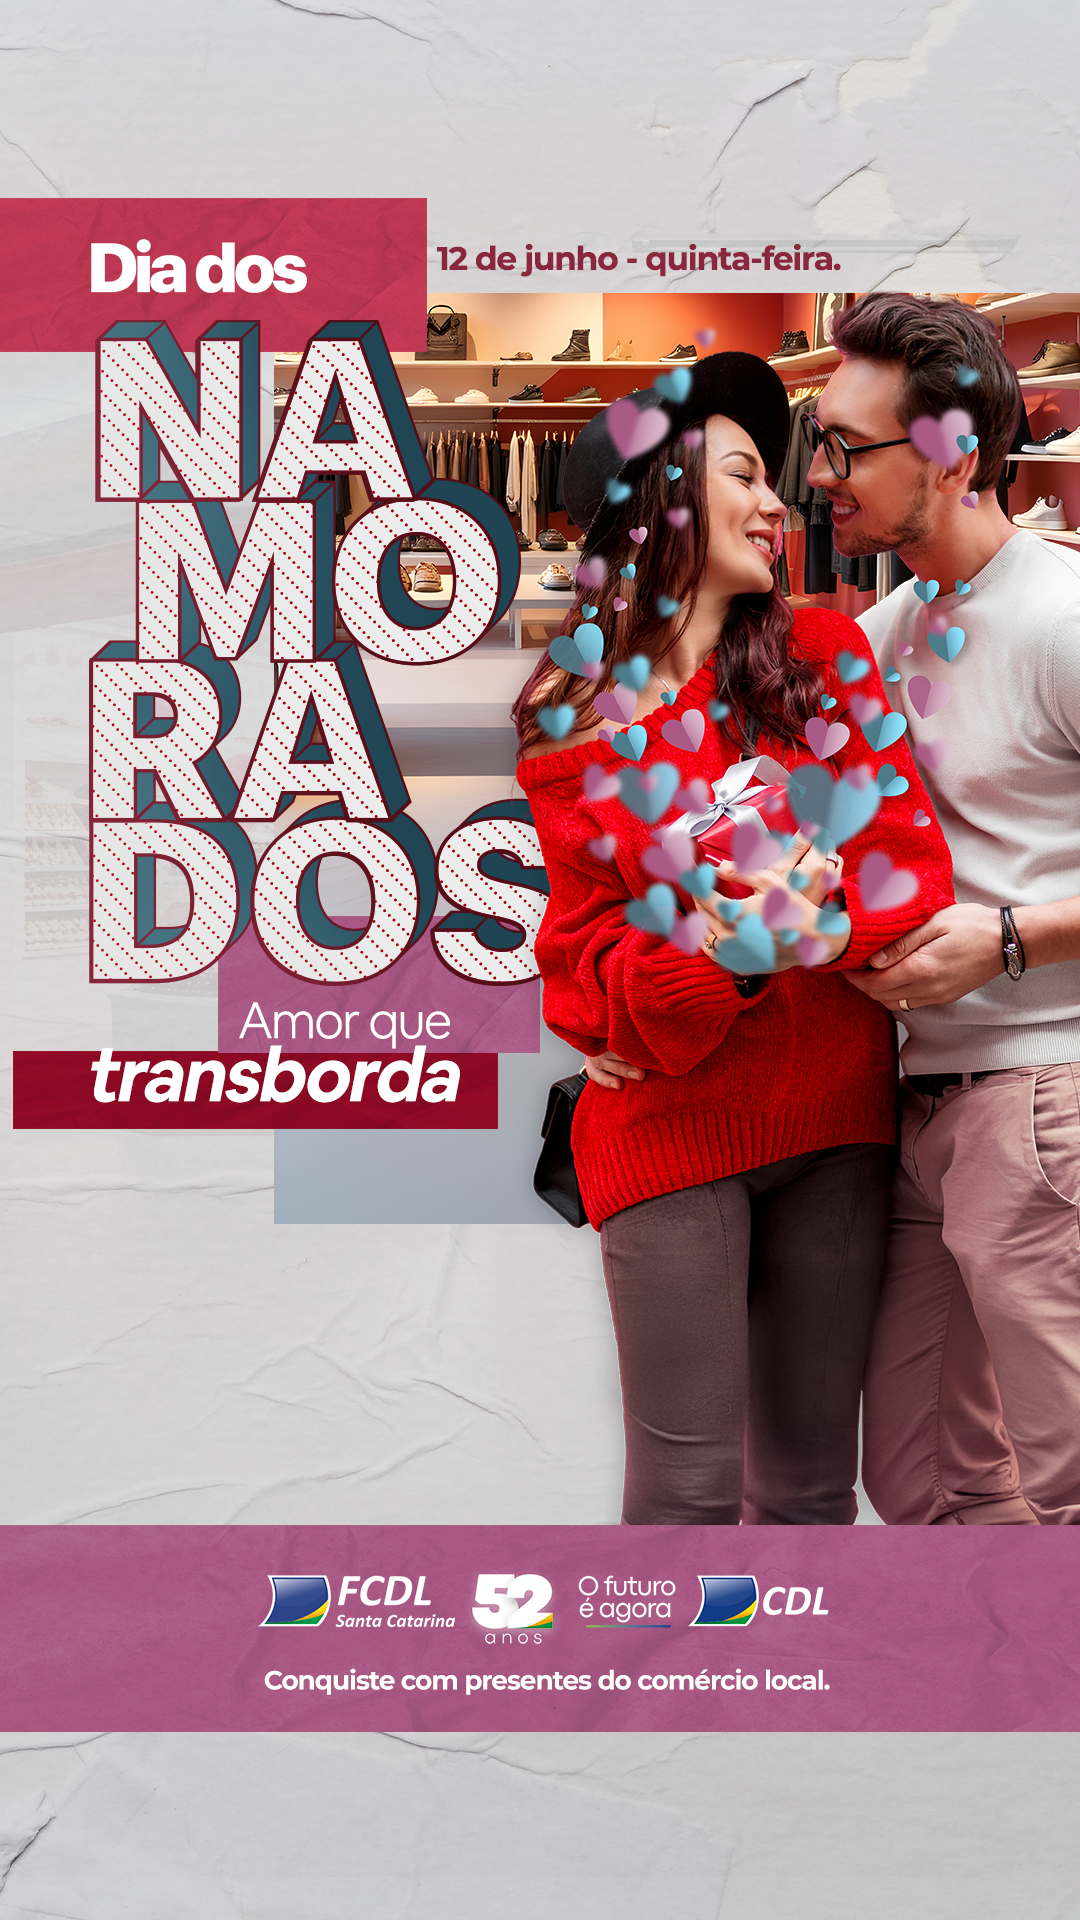 Dia dos
12 de junho - quinta-feira.
NA
MO
RA
DOS
Amor que
transborda
FCDL
Santa Catarina
52
anos
O futuro
é agora
CDL
Conquiste com presentes do comércio local.